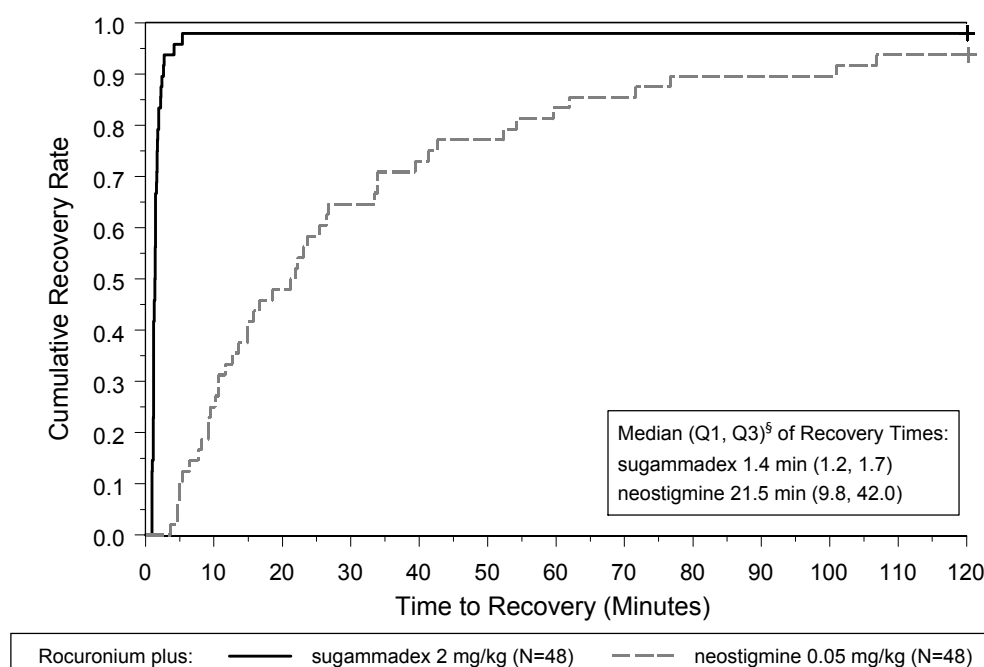 Cumulative Recovery Rate
1.0
0.9
0.8
0.7
0.6
0.5
0.4
0.3
0.2
0.1
0.0
Median (Q1, Q3)§ of Recovery Times:
sugammadex 1.4 min (1.2, 1.7)
neostigmine 21.5 min (9.8, 42.0)
0 10 20 30 40 50 60 70 80 90 100 110 120
Time to Recovery (Minutes)
Rocuronium plus: sugammadex 2 mg/kg (N=48) neostigmine 0.05 mg/kg (N=48)